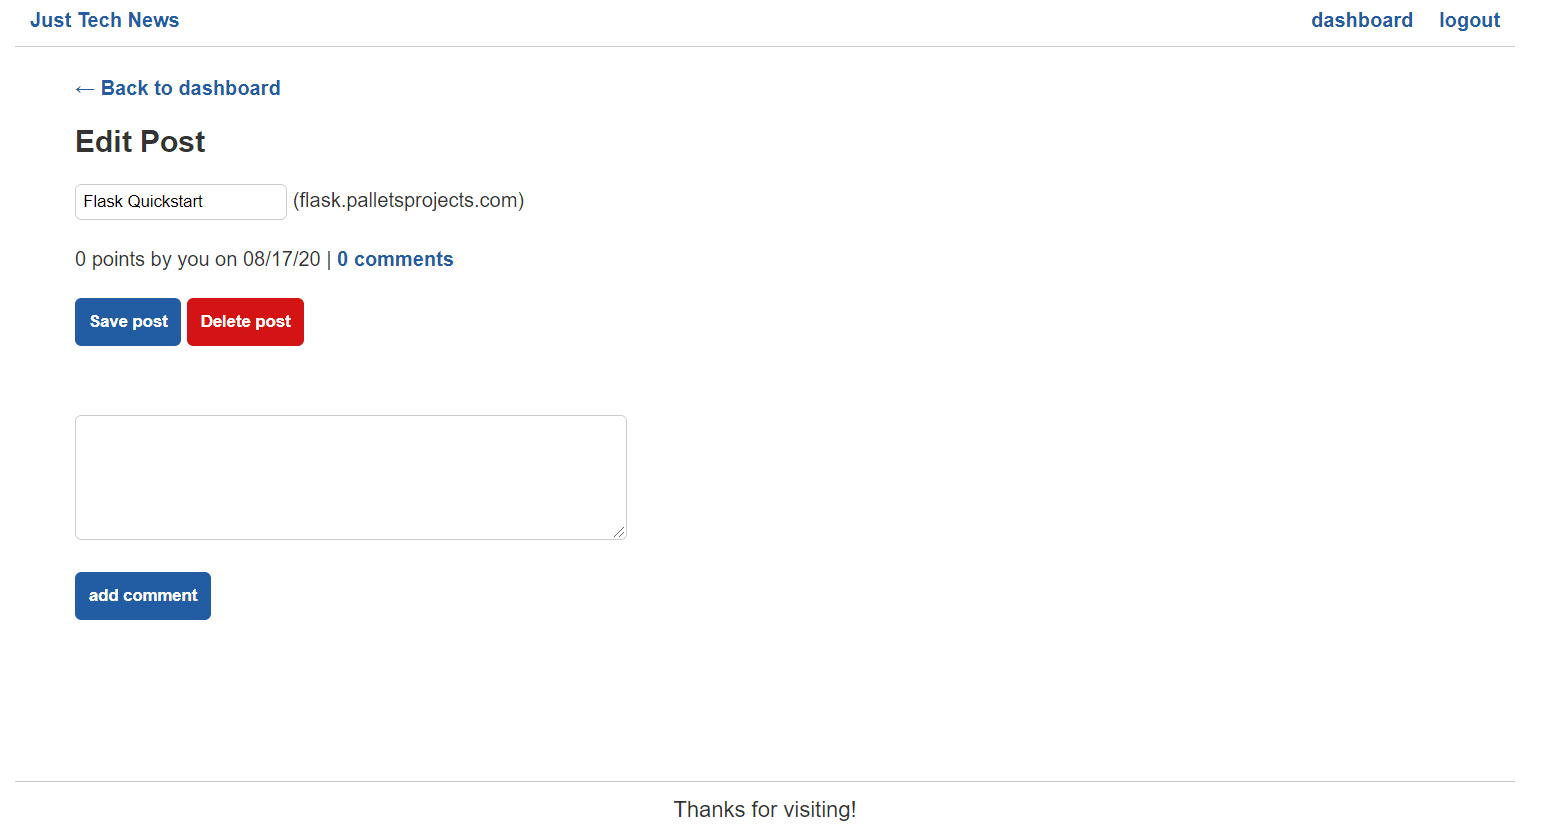 Just Tech News dashboard logout
← Back to dashboard
Edit Post
Flask Quickstart (flask.palletsprojects.com)
0 points by you on 08/17/20 | 0 comments
Save post Delete post
add comment
Thanks for visiting!